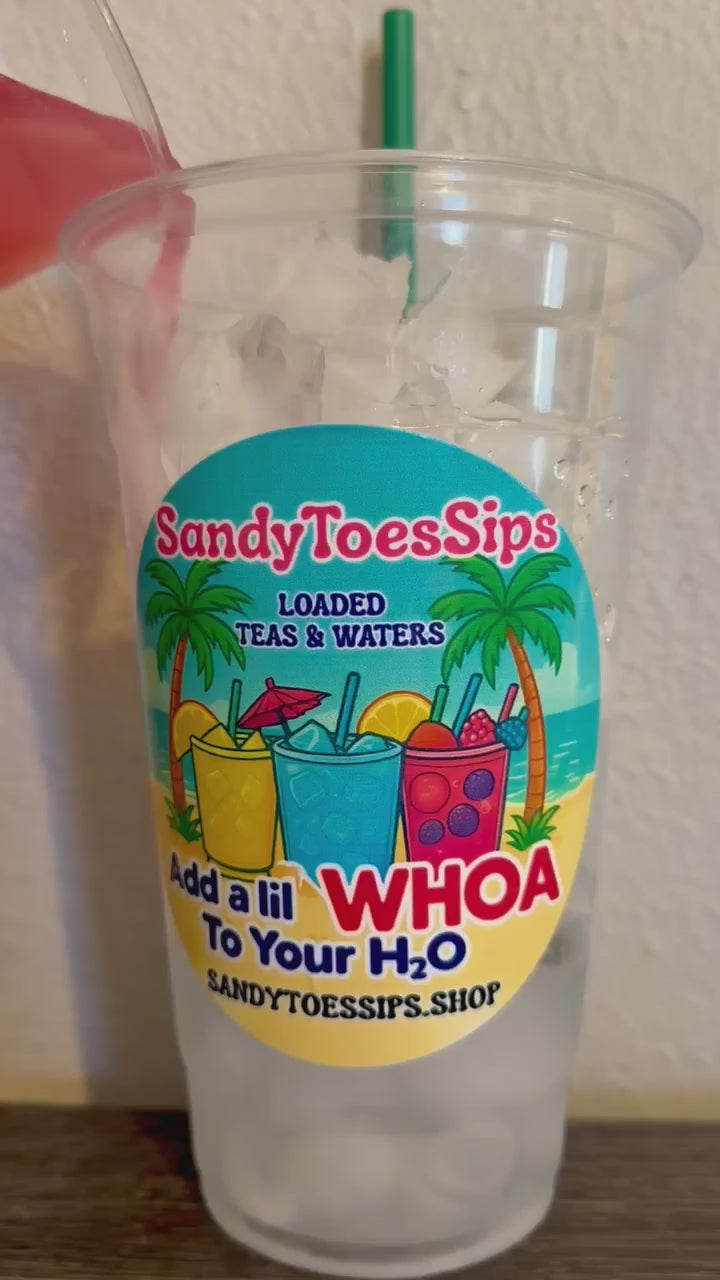 SandyToesSips
LOADED
TEAS & WATERS
Add a lil WHOA
To Your H₂O
SANDYTOESSIPS.SHOP